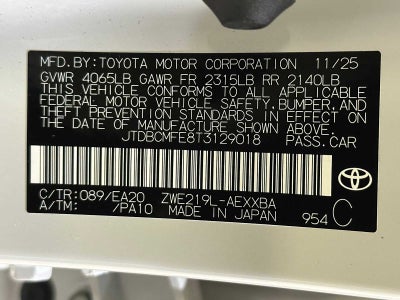 MFD.BY:TOYOTA MOTOR CORPORATION 11/25
GVWR 4065LB GAWR FR 2315LB RR 2140LB
THIS VEHICLE CONFORMS TO ALL APPLICABLE
FEDERAL MOTOR VEHICLE SAFETY,BUMPER,AND
THEFT PREVENTION STANDARDS IN EFFECT ON
THE DATE OF MANUFACTURE SHOWN ABOVE.
JTDBCMFE8T3129018 PASS.CAR
C/TR:089/EA20 ZWE219L-AEXXBA
A/TM: /PA10 MADE IN JAPAN 954 C
TOYOTA